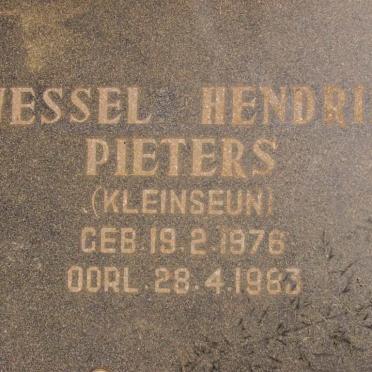 WESSEL HENDRI
PIETERS
(KLEINSEUN)
GEB. 19.2.1976
OORL. 28.4.1983